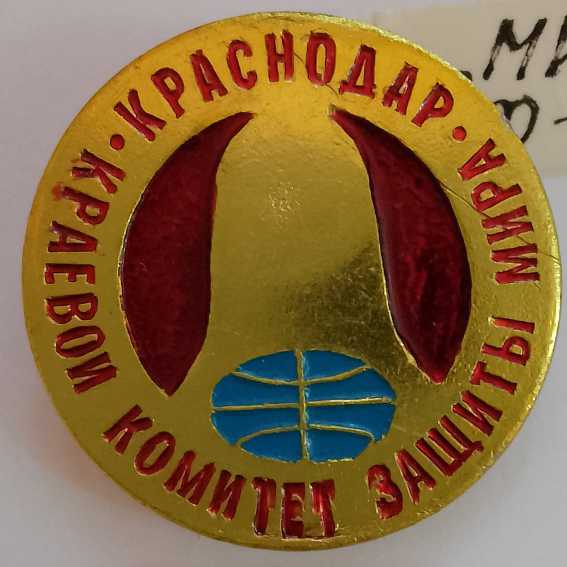 КРАСНОДАР
КРАЕВОЙ КОМИТЕТ ЗАЩИТЫ МИРА